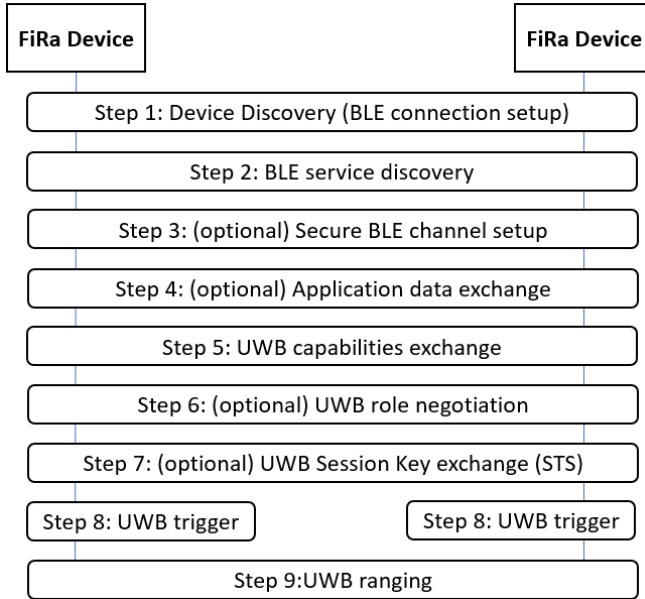 FiRa Device
FiRa Device
Step 1: Device Discovery (BLE connection setup)
Step 2: BLE service discovery
Step 3: (optional) Secure BLE channel setup
Step 4: (optional) Application data exchange
Step 5: UWB capabilities exchange
Step 6: (optional) UWB role negotiation
Step 7: (optional) UWB Session Key exchange (STS)
Step 8: UWB trigger
Step 8: UWB trigger
Step 9:UWB ranging